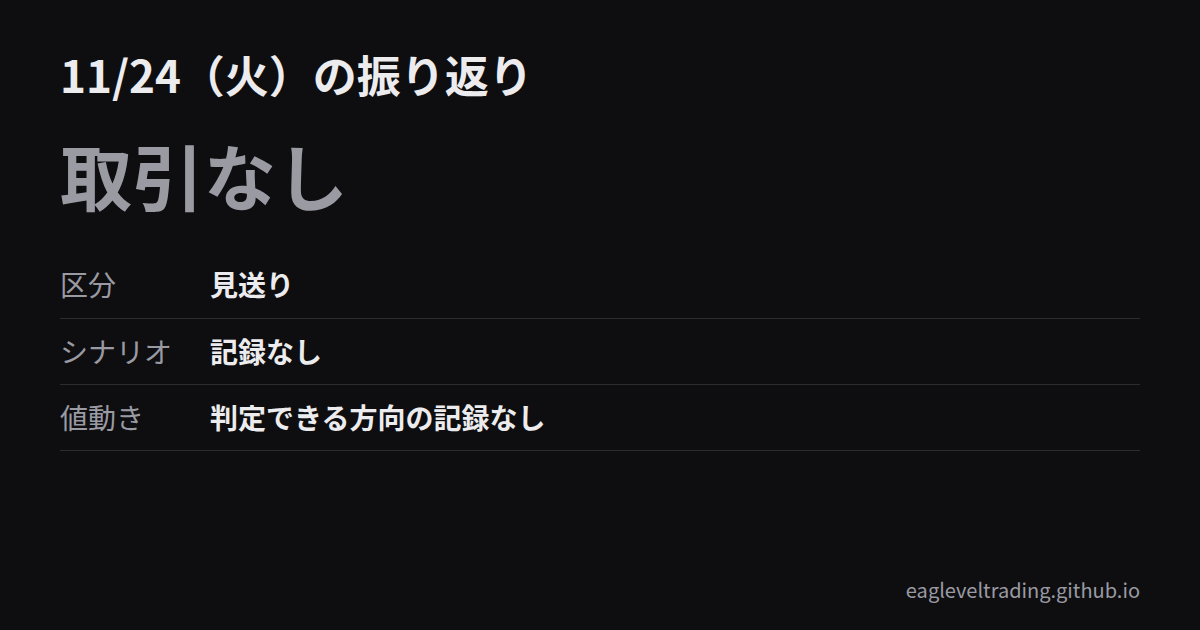 11/24（火）の振り返り
取引なし
区分 見送り
シナリオ 記録なし
値動き 判定できる方向の記録なし
eagleveltrading.github.io